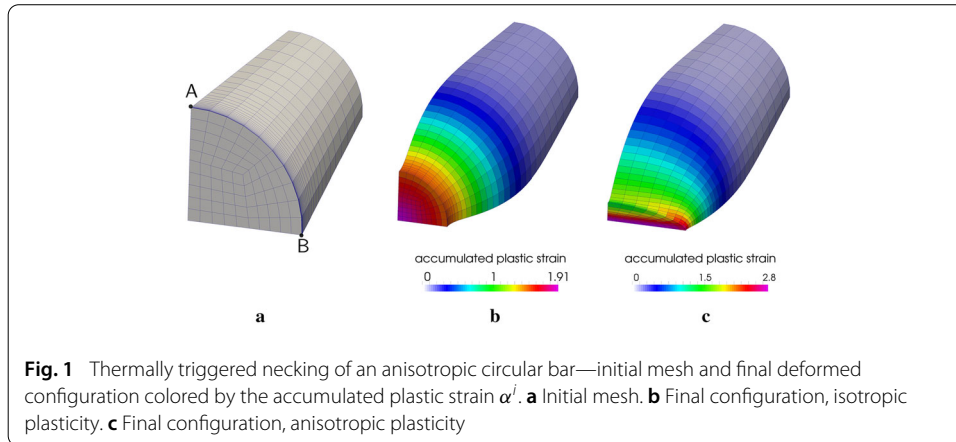 A
B
accumulated plastic strain
0 1 1.91
accumulated plastic strain
0 1.5 2.8
a
b
c
Fig. 1 Thermally triggered necking of an anisotropic circular bar—initial mesh and final deformed
configuration colored by the accumulated plastic strain αⁱ. a Initial mesh. b Final configuration, isotropic
plasticity. c Final configuration, anisotropic plasticity